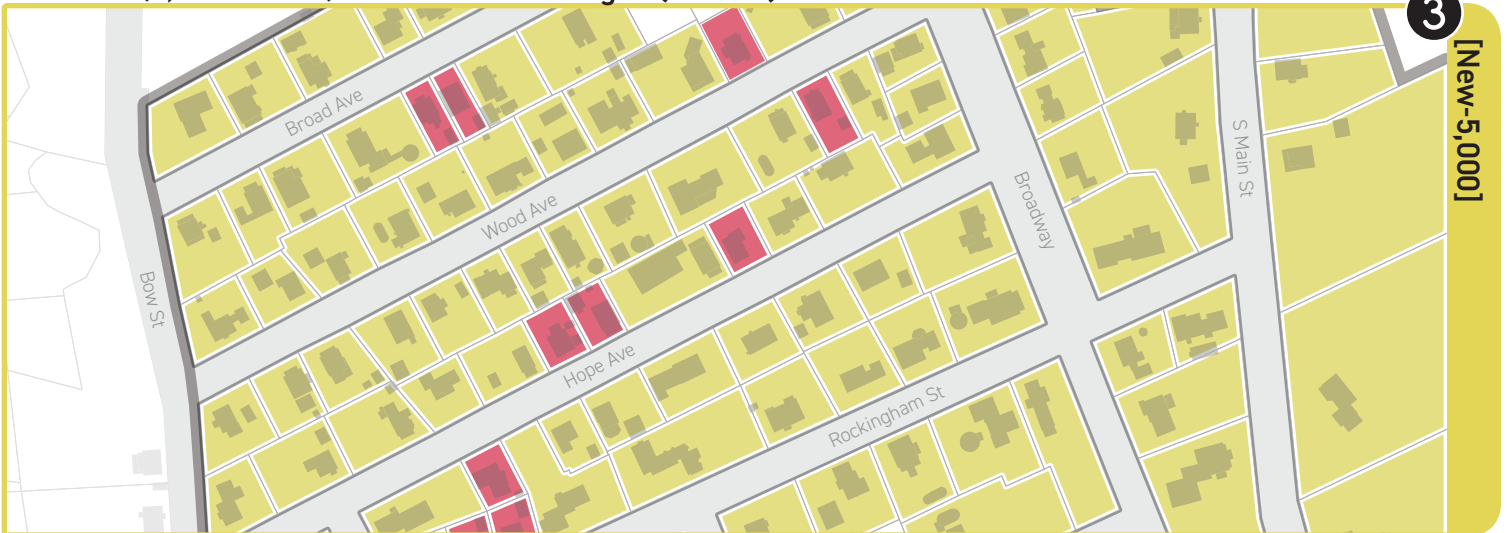 3
[New-5,000]
Broad Ave
S Main St
Broadway
Wood Ave
Bow St
Hope Ave
Rockingham St